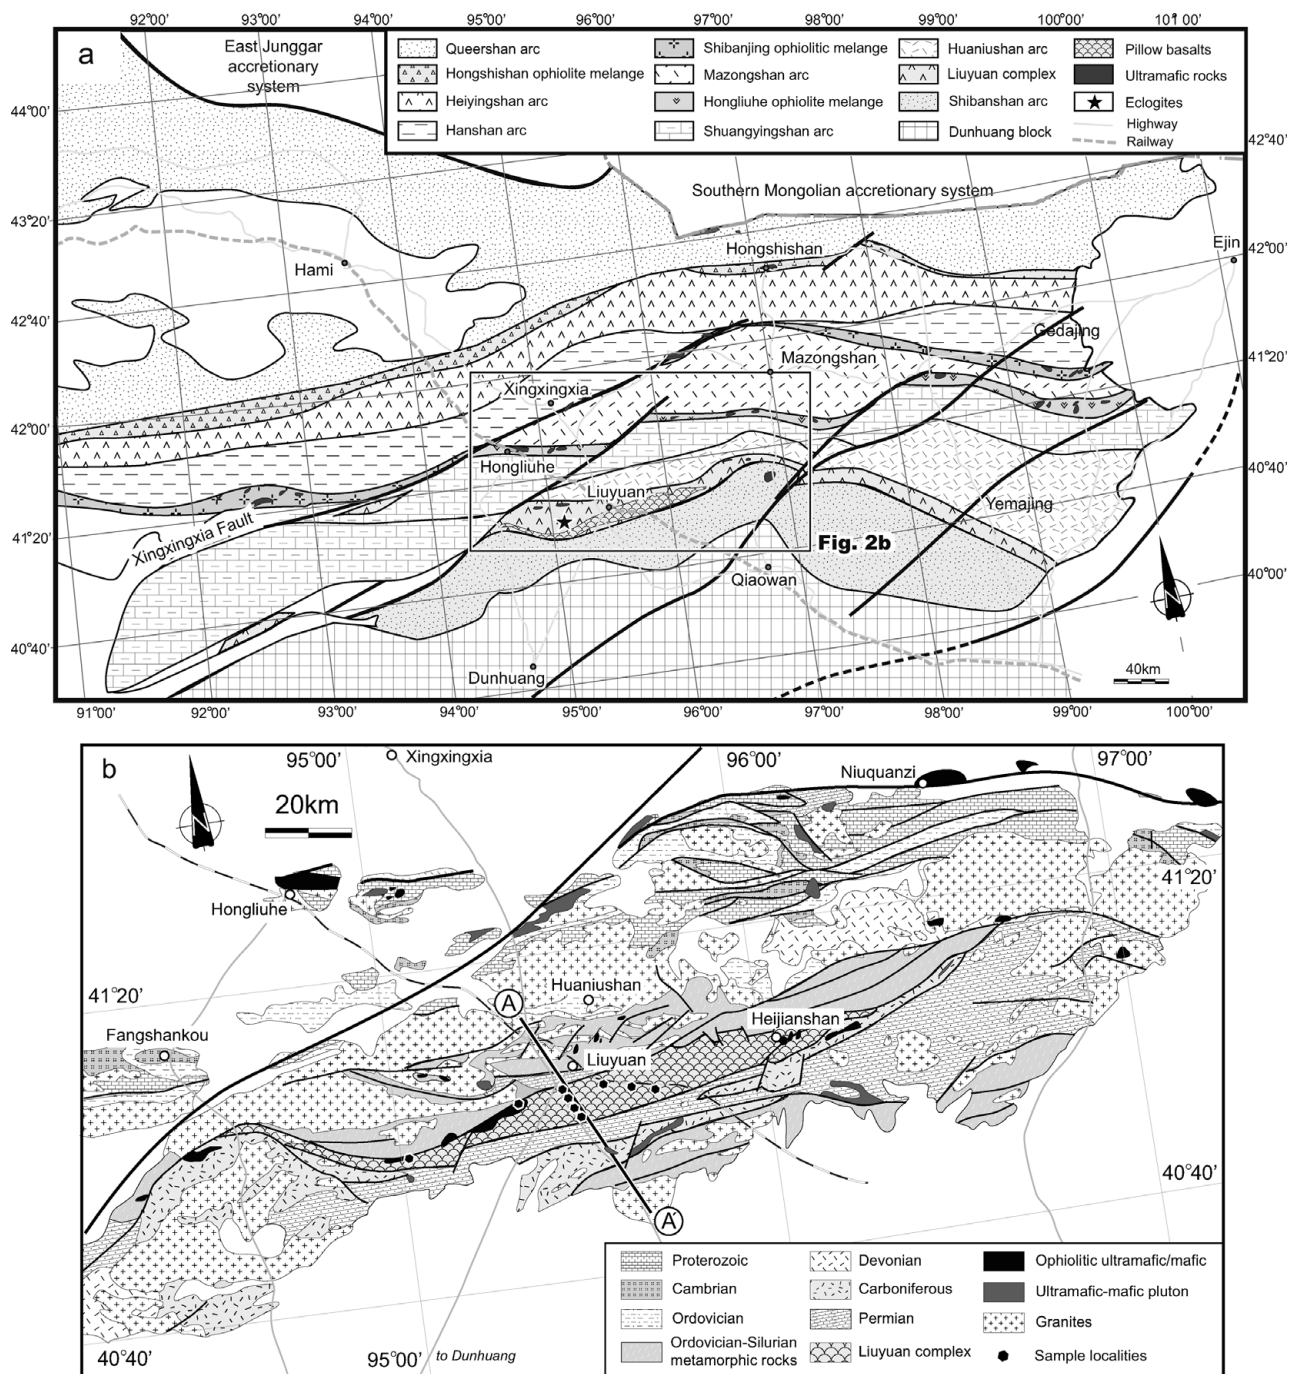 92°00' 93°00' 94°00' 95°00' 96°00' 97°00' 98°00' 99°00' 100°00' 101°00'
a
East Junggar
accretionary
system
Queershan arc
Hongshishan ophiolite melange
Heiyingshan arc
Hanshan arc
Shibanjing ophiolitic melange
Mazongshan arc
Hongliuhe ophiolite melange
Shuangyingshan arc
Huaniushan arc
Liuyuan complex
Shibanshan arc
Dunhuang block
Pillow basalts
Ultramafic rocks
Eclogites
Highway
Railway
44°00'
43°20'
42°40'
42°00'
41°20'
40°40'
42°40'
42°00'
41°20'
40°40'
40°00'
Southern Mongolian accretionary system
Hongshishan
Ejin
Hami
Gedajing
Mazongshan
Xingxingxia
Hongliuhe
Liuyuan
Yemajing
Xingxingxia Fault
Fig. 2b
Qiaowan
Dunhuang
N
40km
91°00' 92°00' 93°00' 94°00' 95°00' 96°00' 97°00' 98°00' 99°00' 100°00'
b
95°00'
Xingxingxia
96°00'
Niuquanzi
97°00'
N
20km
Hongliuhe
41°20'
41°20'
Huaniushan
A
Fangshankou
Heijianshan
Liuyuan
40°40'
A'
40°40'
95°00'
to Dunhuang
Proterozoic
Cambrian
Ordovician
Ordovician-Silurian
metamorphic rocks
Devonian
Carboniferous
Permian
Liuyuan complex
Ophiolitic ultramafic/mafic
Ultramafic-mafic pluton
Granites
Sample localities